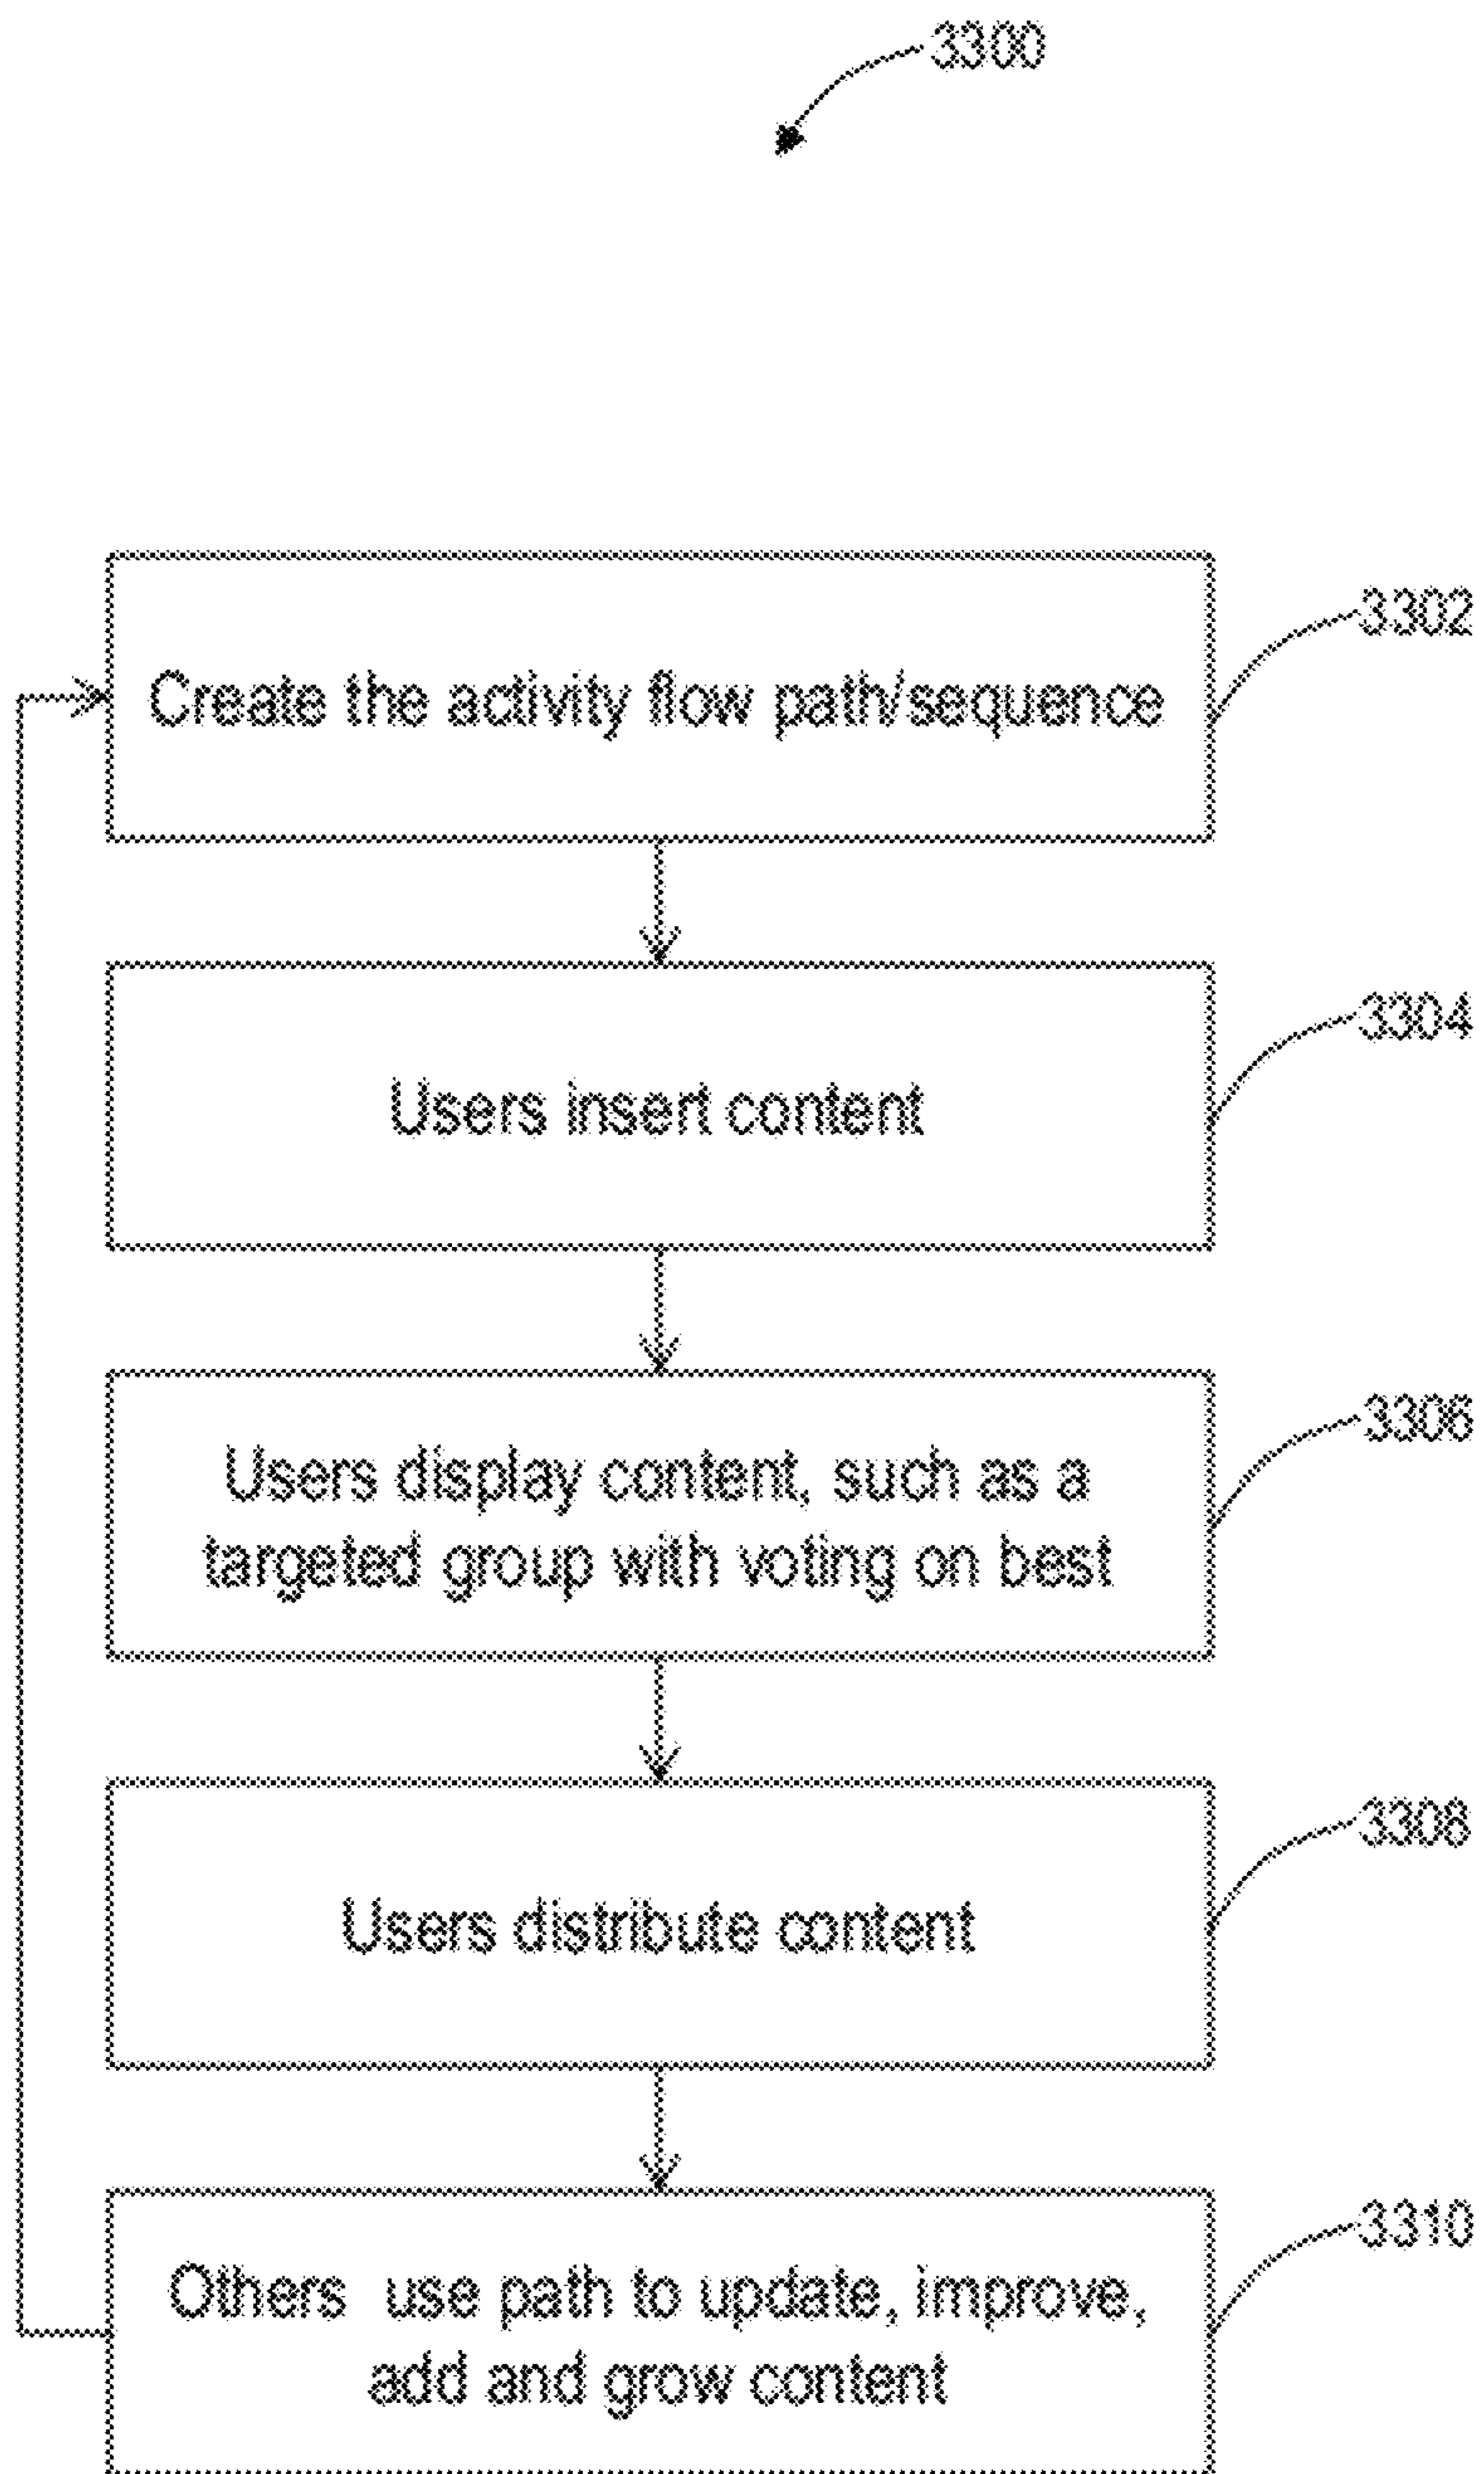 3300
Create the activity flow path/sequence
3302
Users insert content
3304
Users display content, such as a
targeted group with voting on best
3306
Users distribute content
3308
Others use path to update, improve,
add and grow content
3310